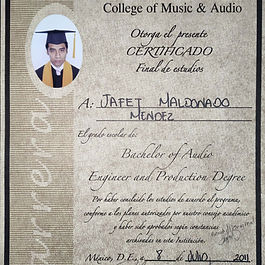 College of Music & Audio
Otorga el presente
CERTIFICADO
Final de estudios
A: JAFET MALDONADO
MENDEZ
El grado escolar de:
Bachelor of Audio
Engineer and Production Degree
Por haber concluido los estudios de acuerdo al programa,
conforme a los planes autorizados por nuestro consejo académico
y haber sido aprobados según constancias
archivadas en esta Institución.
México, D.F., a 8 de Julio 2011